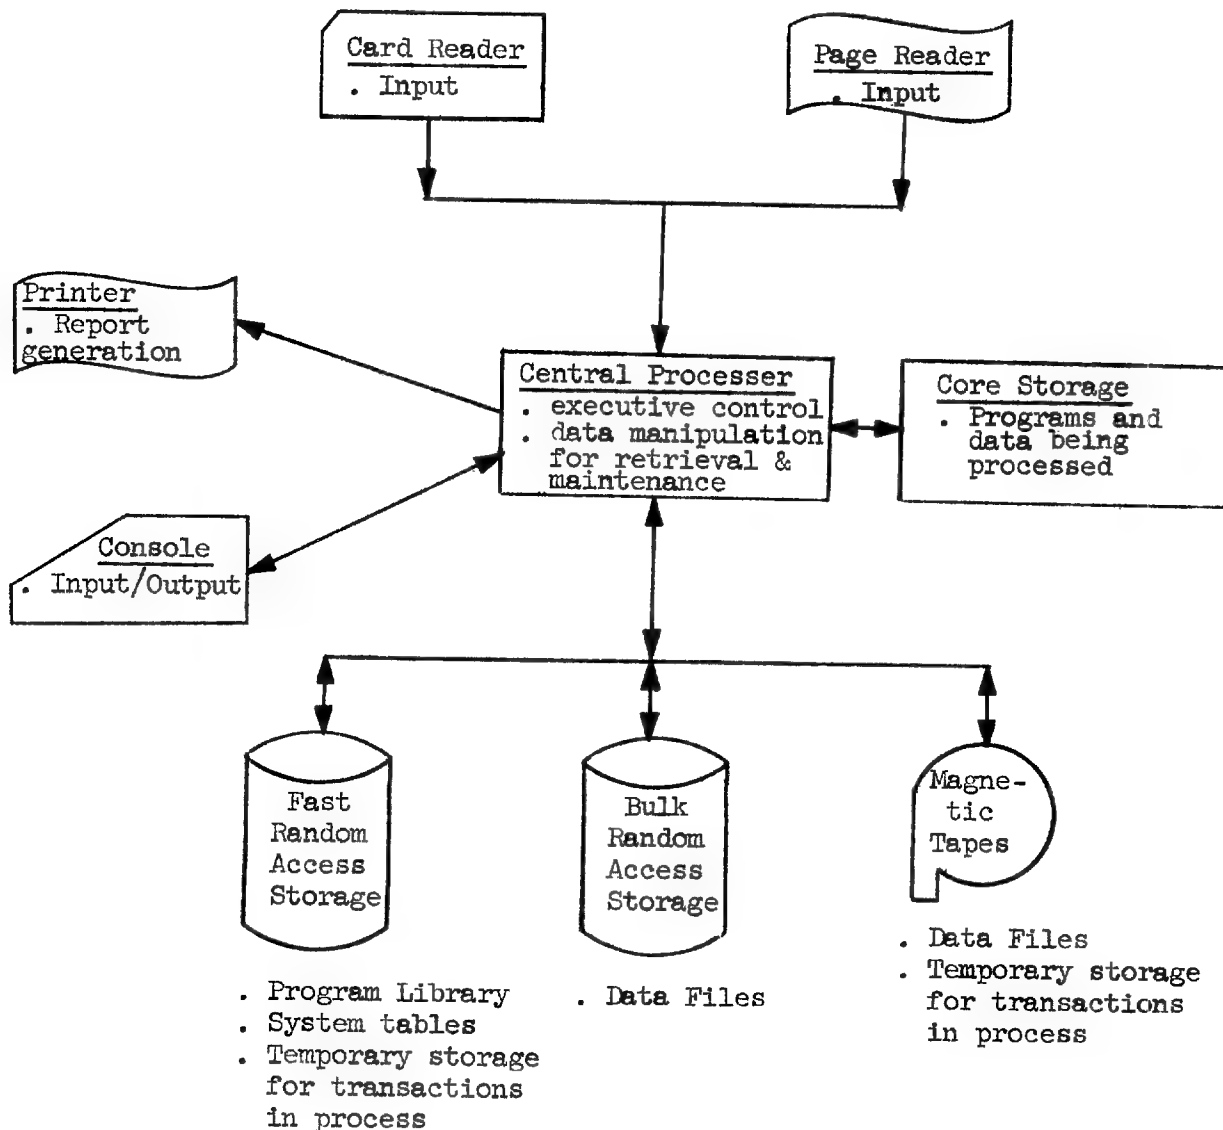 Card Reader
. Input
Page Reader
. Input
Printer
. Report
generation
Central Processer
. executive control
. data manipulation
for retrieval &
maintenance
Core Storage
. Programs and
data being
processed
Console
. Input/Output
Fast
Random
Access
Storage
Bulk
Random
Access
Storage
Magne-
tic
Tapes
. Program Library
. System tables
. Temporary storage
for transactions
in process
. Data Files
. Data Files
. Temporary storage
for transactions
in process